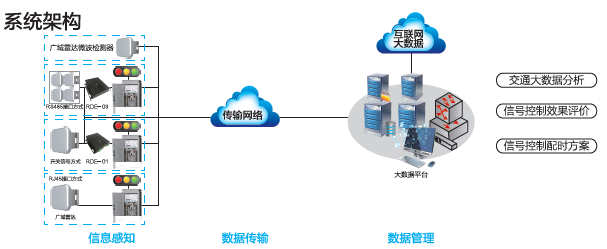 系统架构
广域雷达微波检测器
RS485接口方式 RDE-03
开关信号方式 RDE-01
RJ45接口方式
广域雷达
传输网络
互联网
大数据
大数据平台
交通大数据分析
信号控制效果评价
信号控制配时方案
信息感知
数据传输
数据管理